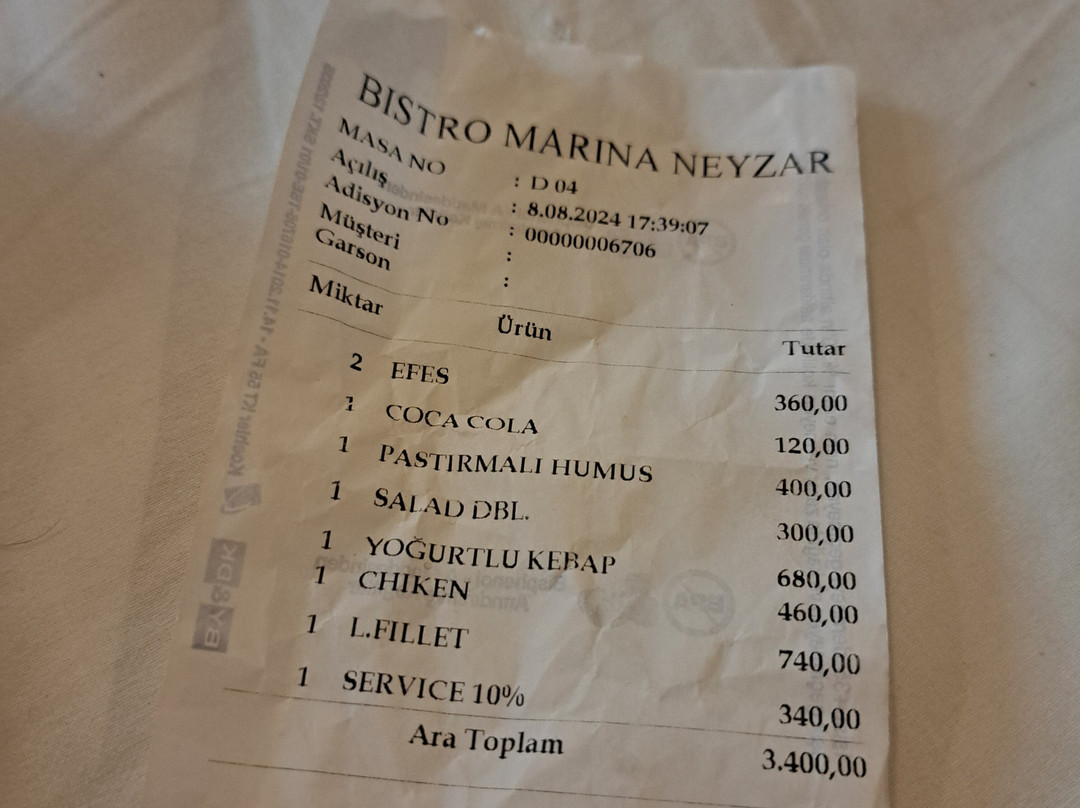 BISTRO MARINA NEYZAR
MASA NO : D 04
Açılış : 8.08.2024 17:39:07
Adisyon No : 00000006706
Müşteri :
Garson :
Miktar Ürün Tutar
2 EFES 360,00
1 COCA COLA 120,00
1 PASTIRMALI HUMUS 400,00
1 SALAD DBL. 300,00
1 YOĞURTLU KEBAP 680,00
1 CHIKEN 460,00
1 L.FILLET 740,00
1 SERVICE 10% 340,00
Ara Toplam 3.400,00